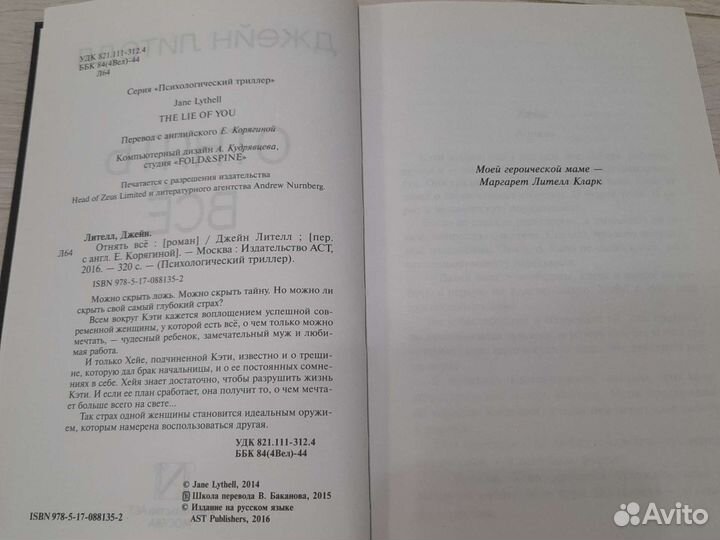 УДК 821.111-312.4
ББК 84(4Вел)-44
Л64
Серия «Психологический триллер»
Jane Lythell
THE LIE OF YOU
Перевод с английского Е. Корягиной
Компьютерный дизайн А. Кудрявцева,
студия «FOLD&SPINE»
Печатается с разрешения издательства
Head of Zeus Limited и литературного агентства Andrew Nurnberg.
Лителл, Джейн.
Л64 Отнять всё : [роман] / Джейн Лителл ; [пер.
с англ. Е. Корягиной]. — Москва : Издательство АСТ,
2016. — 320 с. — (Психологический триллер).
ISBN 978-5-17-088135-2
Можно скрыть ложь. Можно скрыть тайну. Но можно ли
скрыть свой самый глубокий страх?
Всем вокруг Кэти кажется воплощением успешной сов-
ременной женщины, у которой есть всё, о чем только можно
мечтать, — чудесный ребенок, замечательный муж и люби-
мая работа.
И только Хейе, подчиненной Кэти, известно и о трещи-
не, которую дал брак начальницы, и о ее постоянных сомне-
ниях в себе. Хейя знает достаточно, чтобы разрушить жизнь
Кэти. И если ее план сработает, она получит то, о чем мечта-
ет больше всего на свете...
Так страх одной женщины становится идеальным оружи-
ем, которым намерена воспользоваться другая.
УДК 821.111-312.4
ББК 84(4Вел)-44
© Jane Lythell, 2014
Школа перевода В. Баканова, 2015
© Издание на русском языке
AST Publishers, 2016
ISBN 978-5-17-088135-2
Моей героической маме —
Маргарет Лителл Кларк
ДЖЕЙН ЛИТЕЛЛ
ВСЕ
Avito